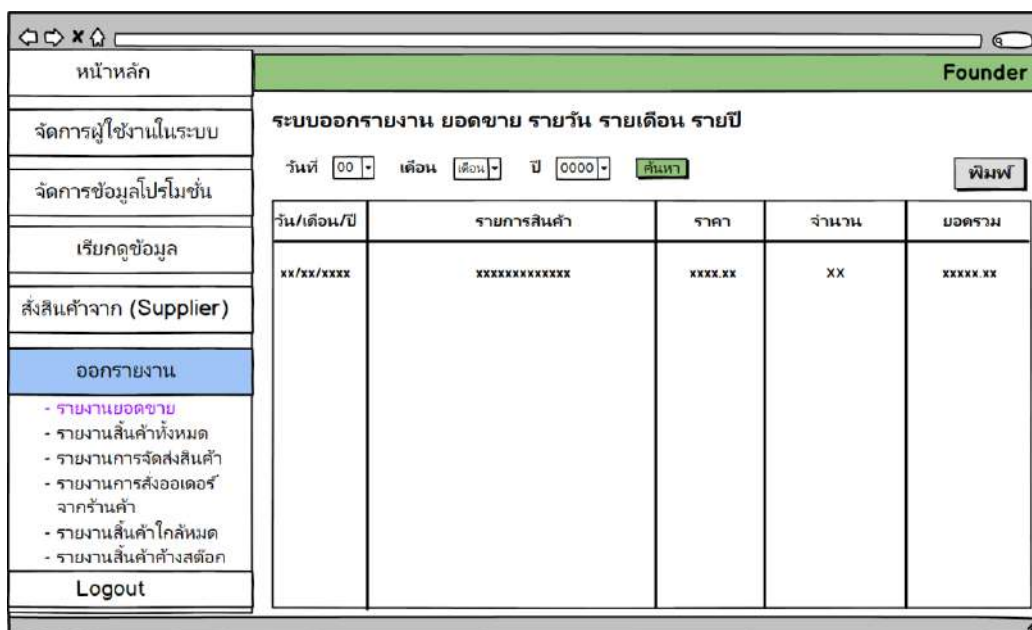 หน้าหลัก
Founder
จัดการผู้ใช้งานในระบบ
จัดการข้อมูลโปรโมชั่น
เรียกดูข้อมูล
สั่งสินค้าจาก (Supplier)
ออกรายงาน
- รายงานยอดขาย
- รายงานสิ้นค้าทั้งหมด
- รายงานการจัดส่งสินค้า
- รายงานการสั่งออเดอร์
จากร้านค้า
- รายงานสิ้นค้าใกล้หมด
- รายงานสิ้นค้าค้างสต๊อก
Logout
ระบบออกรายงาน ยอดขาย รายวัน รายเดือน รายปี
วันที่ 00 เดือน เดือน ปี 0000 ค้นหา
พิมพ์
วัน/เดือน/ปี รายการสินค้า ราคา จำนวน ยอดรวม
xx/xx/xxxx xxxxxxxxxxxxx xxxx.xx XX xxxxx.xx